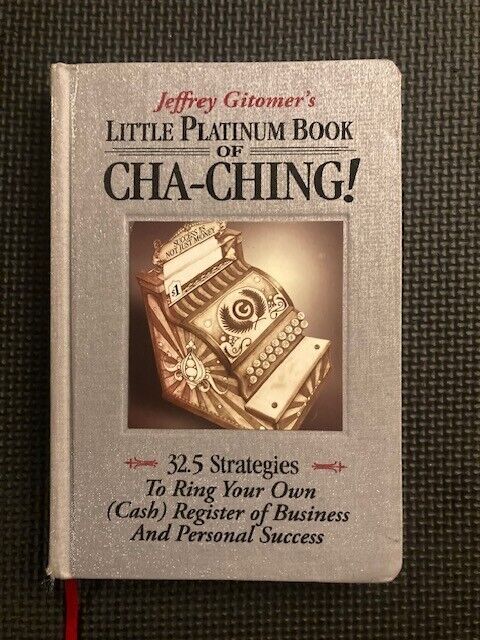 Jeffrey Gitomer's
LITTLE PLATINUM BOOK
OF
CHA-CHING!
SUCCESS IS
NOT JUST MONEY
$1
G
32.5 Strategies
To Ring Your Own
(Cash) Register of Business
And Personal Success